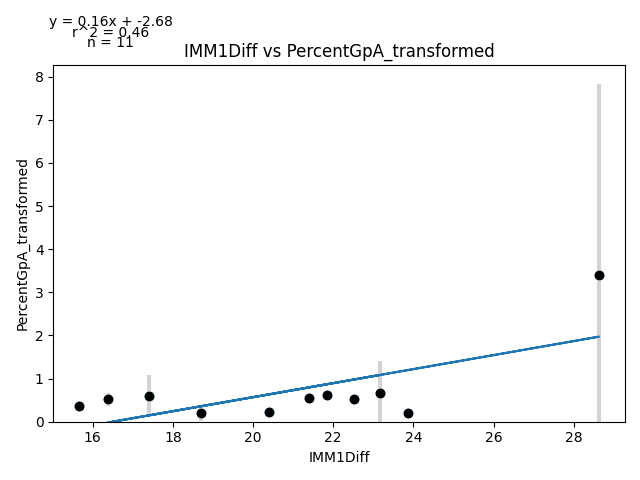 y = 0.16x + -2.68
r^2 = 0.46
n = 11
IMM1Diff vs PercentGpA_transformed
PercentGpA_transformed
8
7
6
5
4
3
2
1
0
16 18 20 22 24 26 28
IMM1Diff